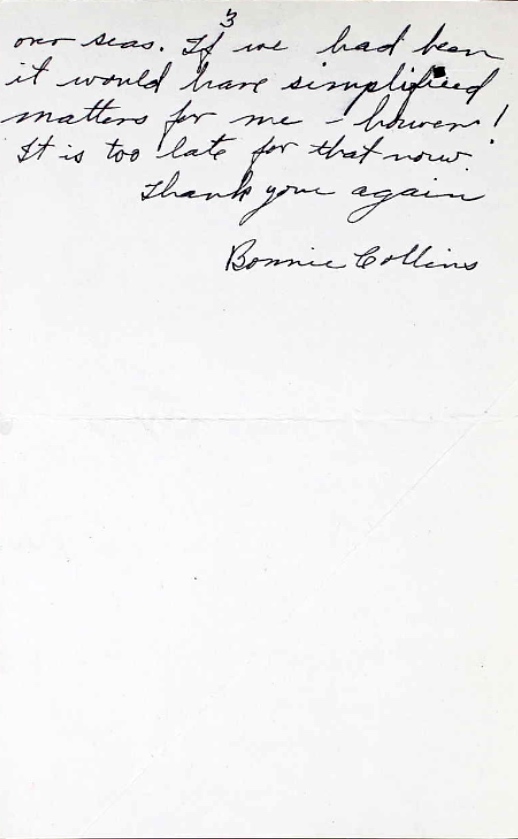 3
over seas. If we had been
it would have simplified
matters for me - however!
It is too late for that now.
Thank you again
Bonnie Collins